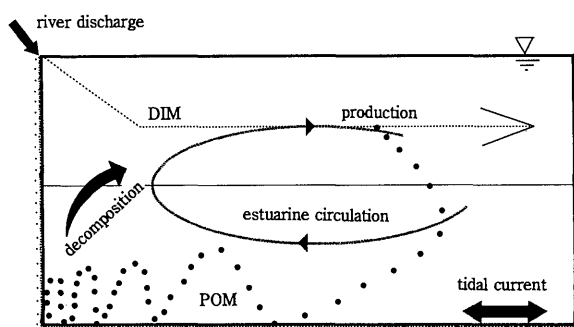 river discharge
DIM
production
decomposition
estuarine circulation
POM
tidal current